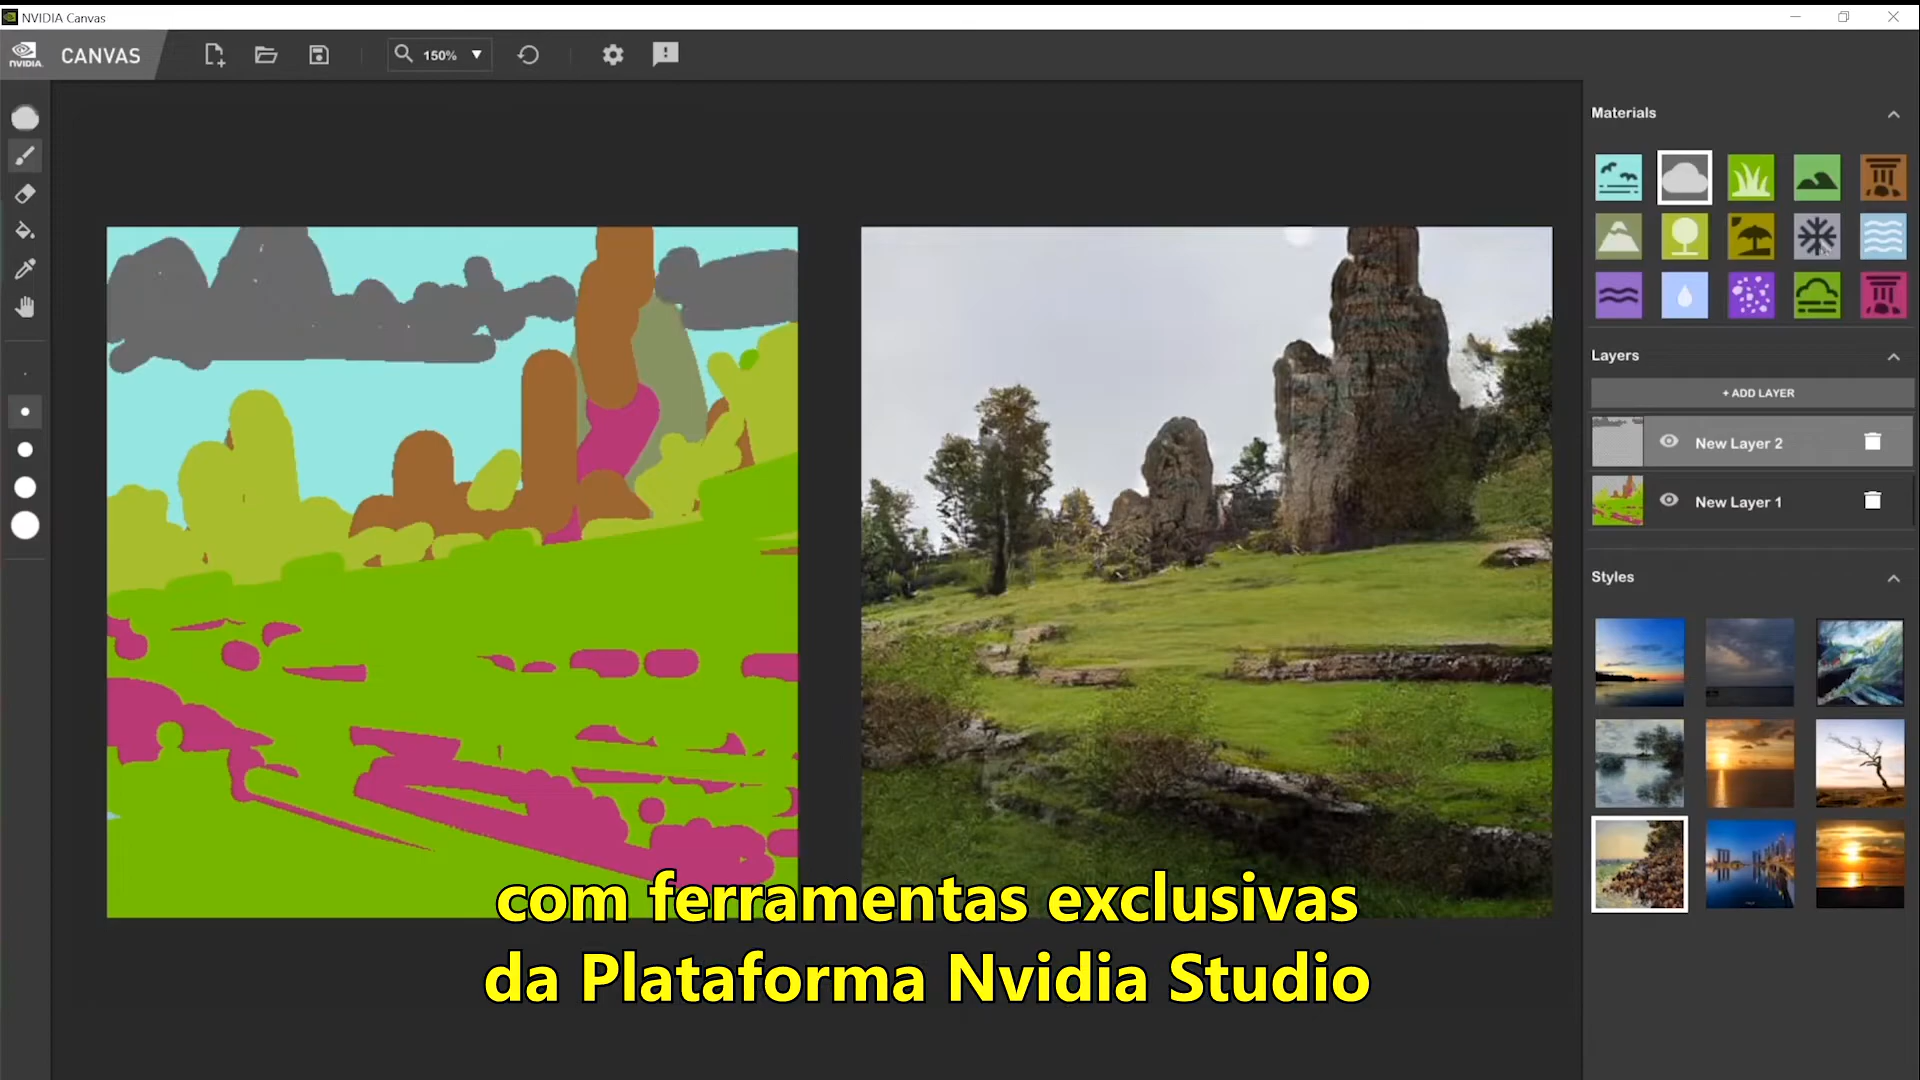 NVIDIA Canvas
NVIDIA.
CANVAS
150%
Materials
Layers
+ ADD LAYER
New Layer 2
New Layer 1
Styles
com ferramentas exclusivas
da Plataforma Nvidia Studio